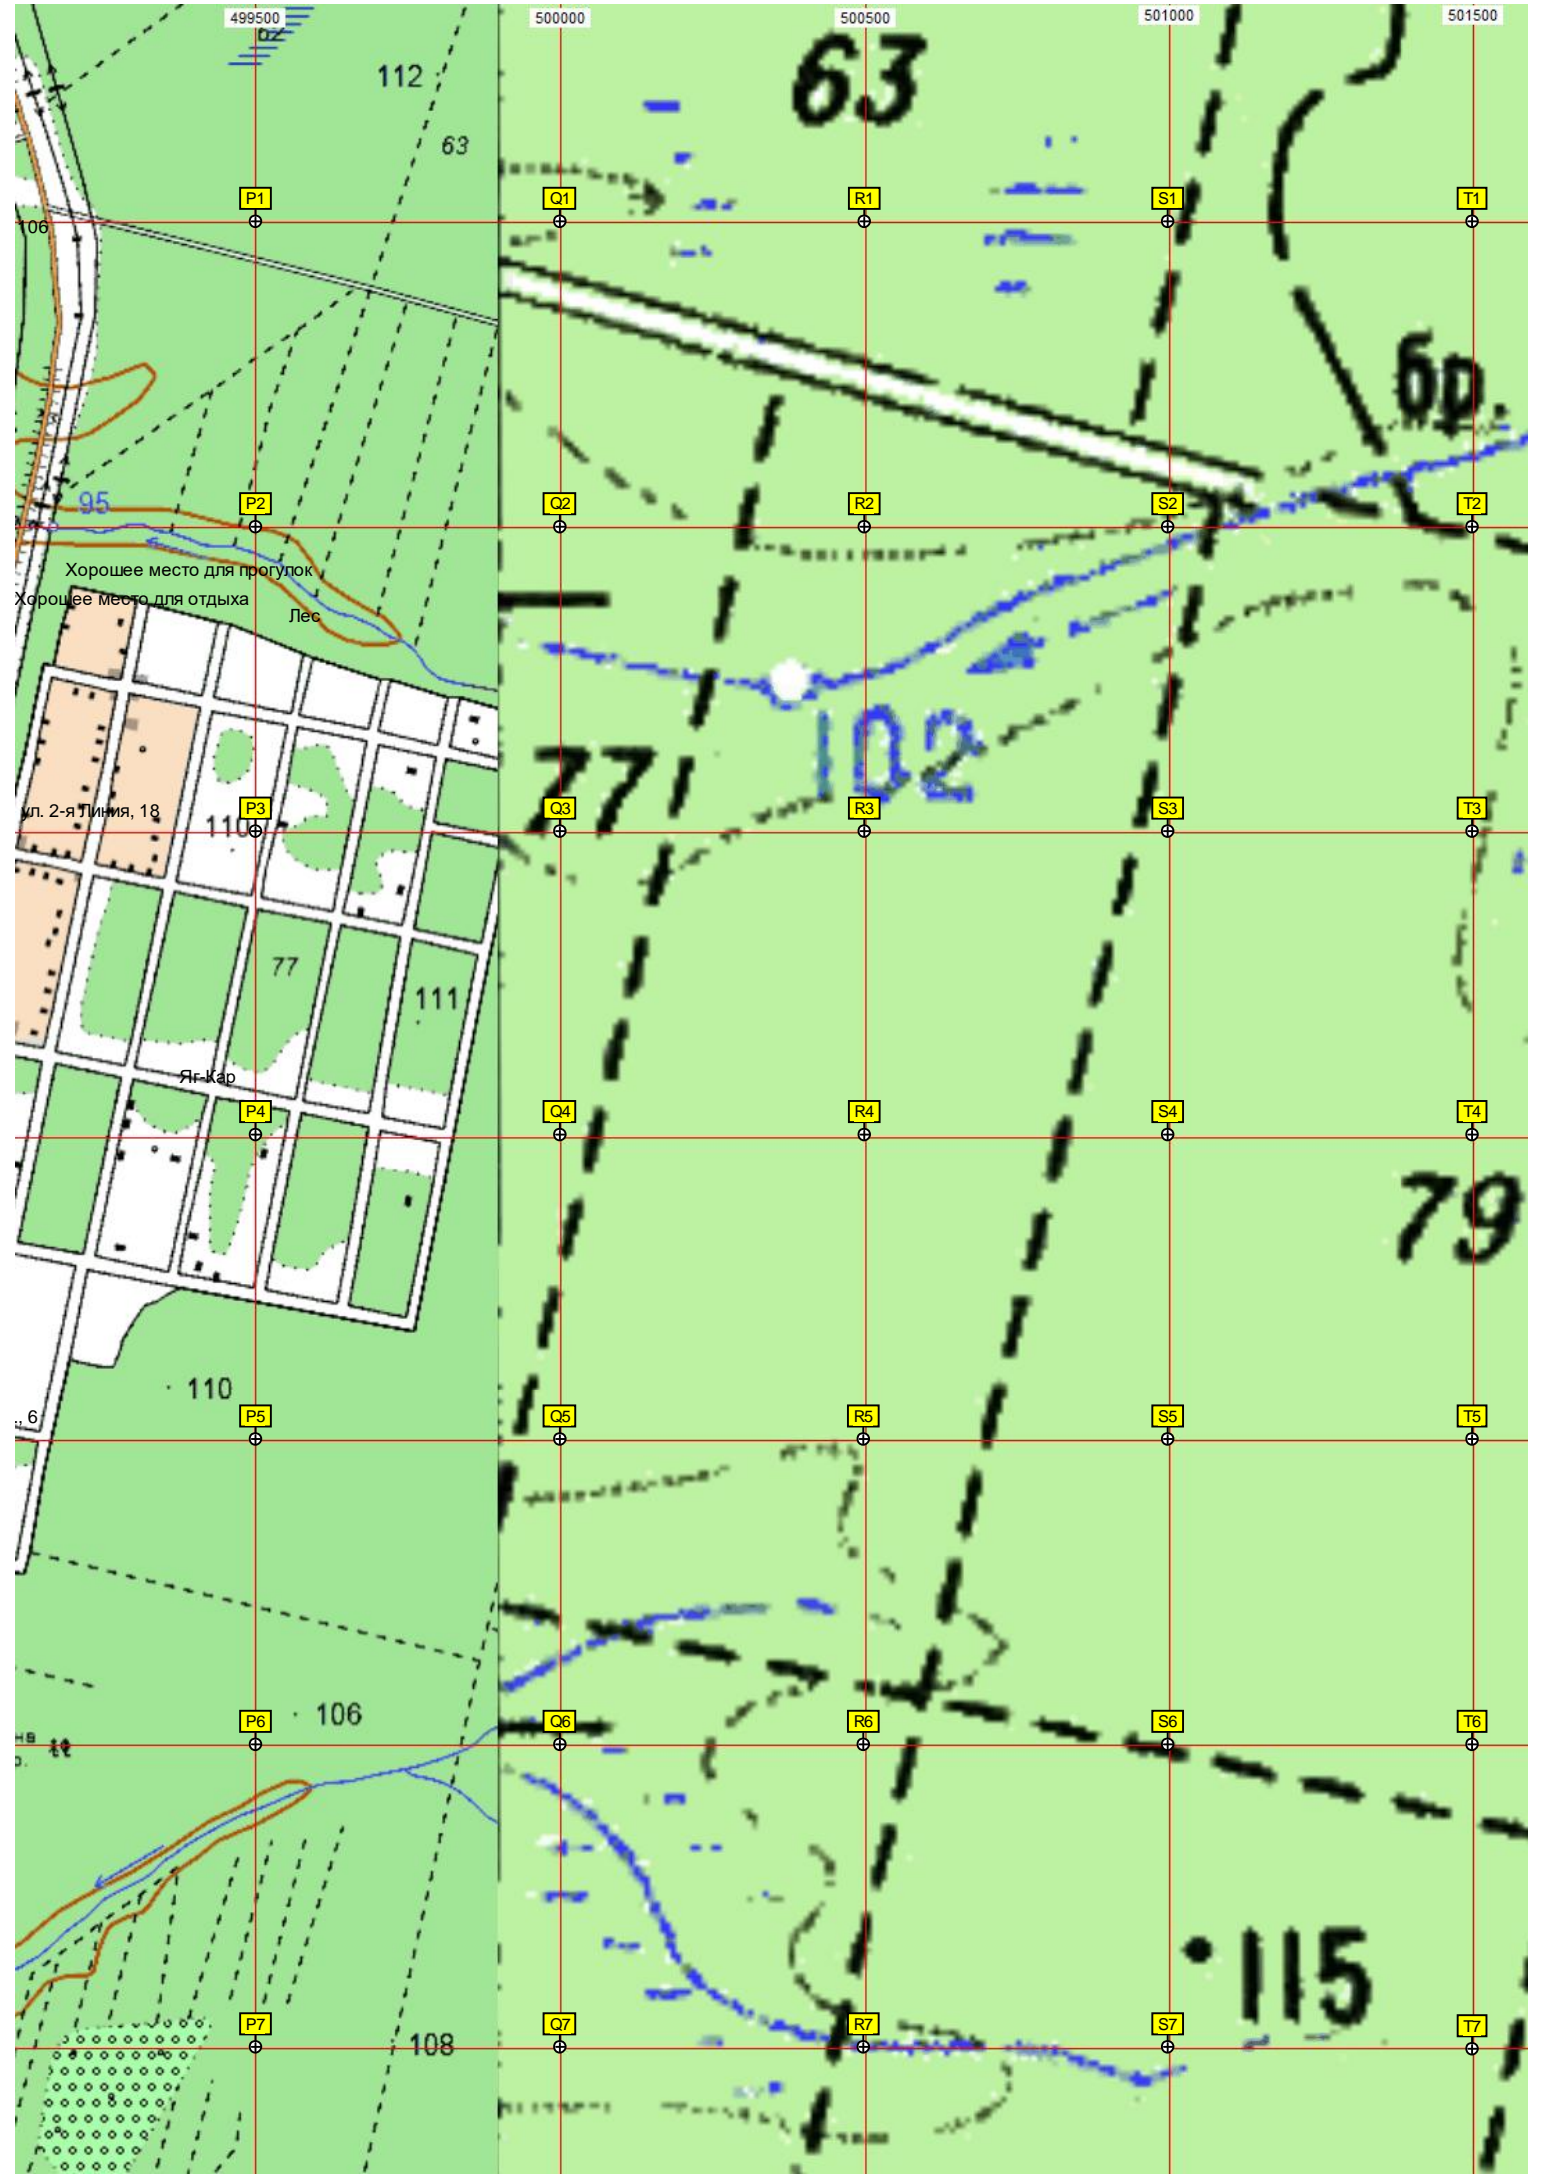 499500 500000 500500 501000 501500
62
112
63
63
P1 Q1 R1 S1 T1
106
бр.
95
P2 Q2 R2 S2 T2
Хорошее место для прогулок
Хорошее место для отдыха
Лес
102
77
ул. 2-я Линия, 18
110
P3 Q3 R3 S3 T3
77
111
Яг-Кар
P4 Q4 R4 S4 T4
79
110
., 6
P5 Q5 R5 S5 T5
106
P6 Q6 R6 S6 T6
115
P7 Q7 R7 S7 T7
108